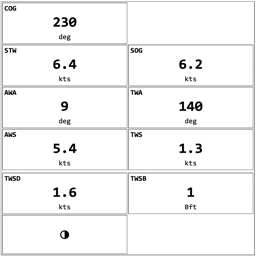 COG
230
deg
STW
6.4
kts
SOG
6.2
kts
AWA
9
deg
TWA
140
deg
AWS
5.4
kts
TWS
1.3
kts
TWSD
1.6
kts
TWSB
1
Bft